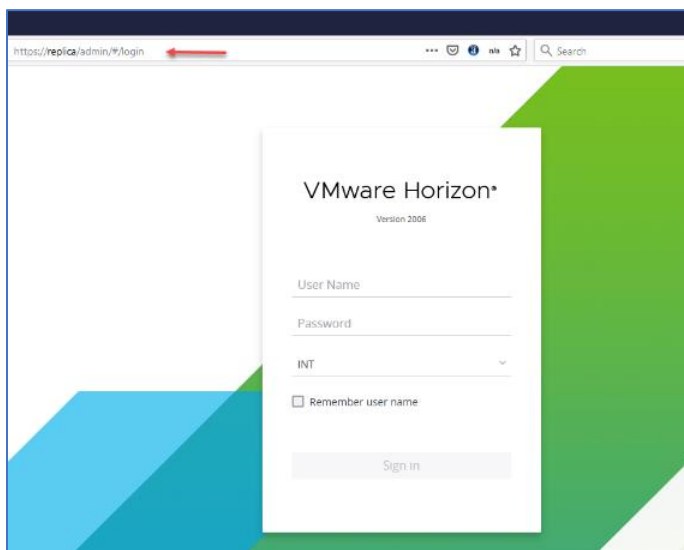 https://replica/admin/#/login
Search
VMware Horizon®
Version 2006
User Name
Password
INT
Remember user name
Sign in